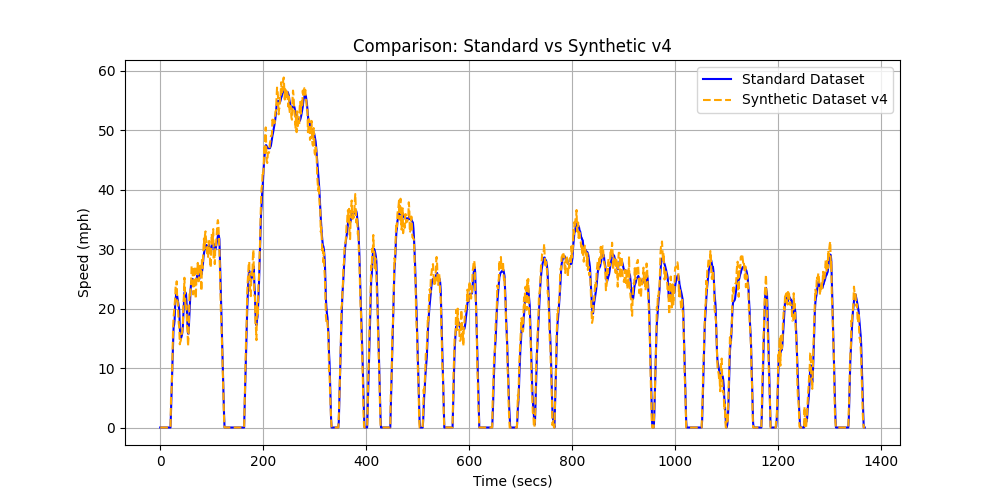 Comparison: Standard vs Synthetic v4
Standard Dataset
Synthetic Dataset v4
60
50
40
30
20
10
0
Speed (mph)
0 200 400 600 800 1000 1200 1400
Time (secs)